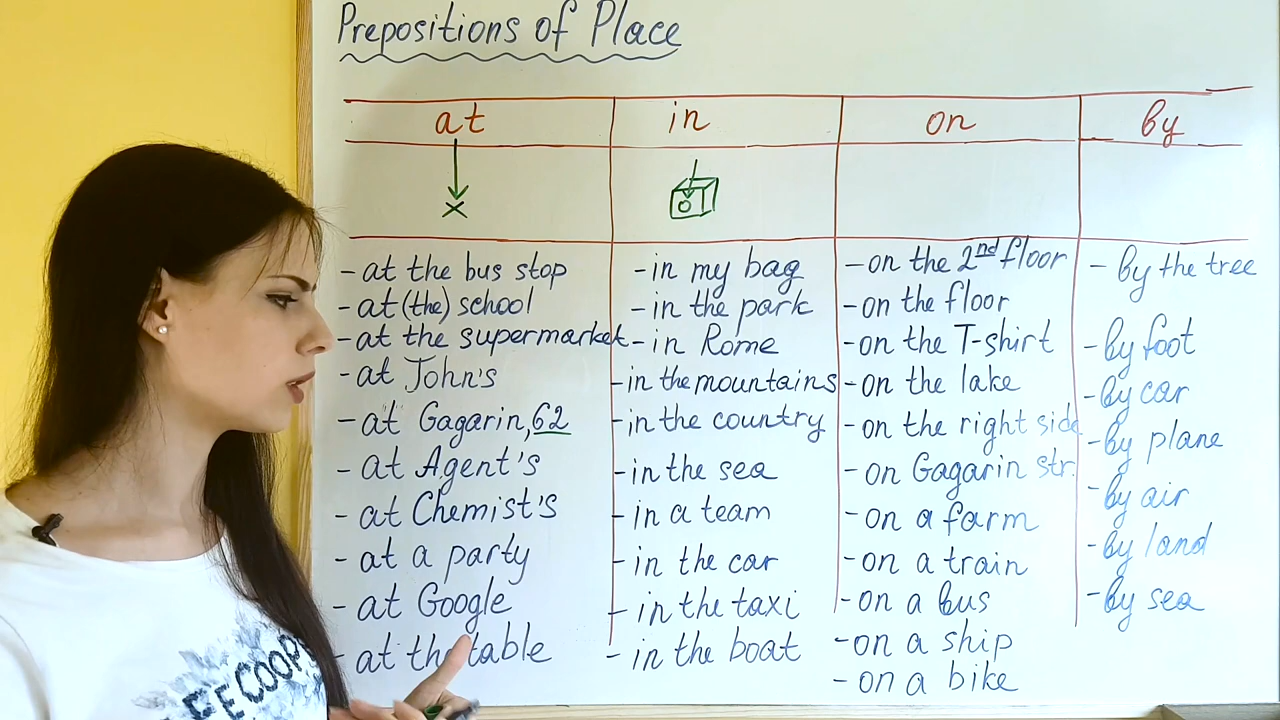 Prepositions of Place
at in on by
- at the bus stop
- at (the) school
- at the supermarket
- at John's
- at Gagarin, 62
- at Agent's
- at Chemist's
- at a party
- at Google
- at the table
- in my bag
- in the park
- in Rome
- in the mountains
- in the country
- in the sea
- in a team
- in the car
- in the taxi
- in the boat
- on the 2nd floor
- on the floor
- on the T-shirt
- on the lake
- on the right side
- on Gagarin str.
- on a farm
- on a train
- on a bus
- on a ship
- on a bike
- by the tree
- by foot
- by car
- by plane
- by air
- by land
- by sea